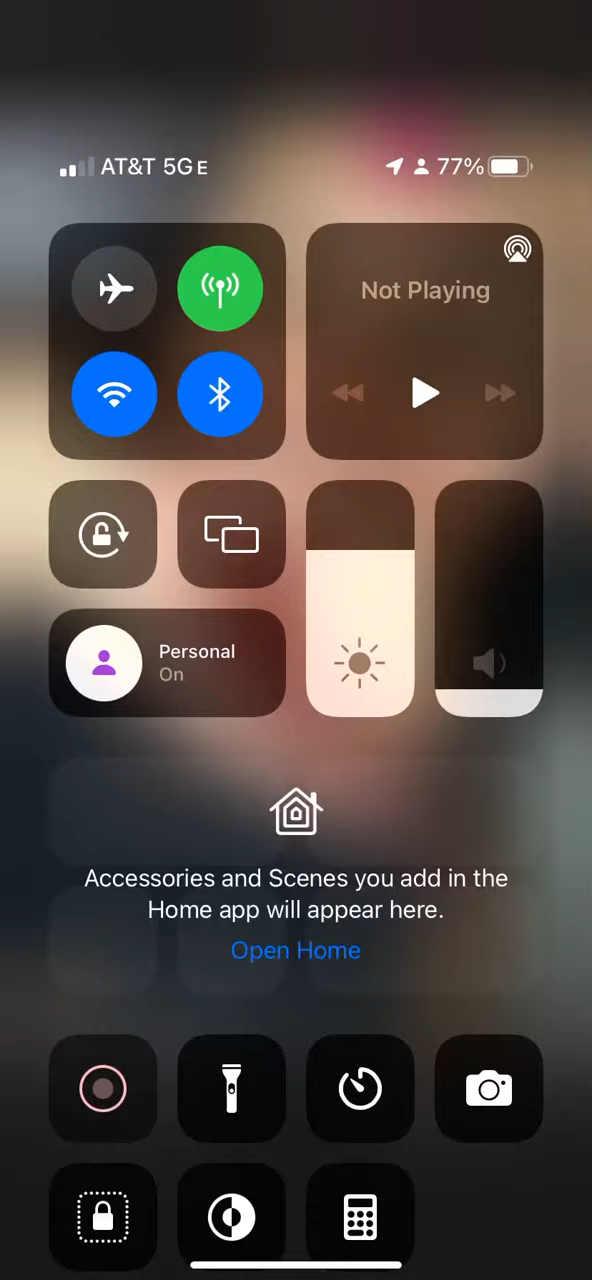 AT&T 5GE
77%
Not Playing
Personal
On
Accessories and Scenes you add in the
Home app will appear here.
Open Home